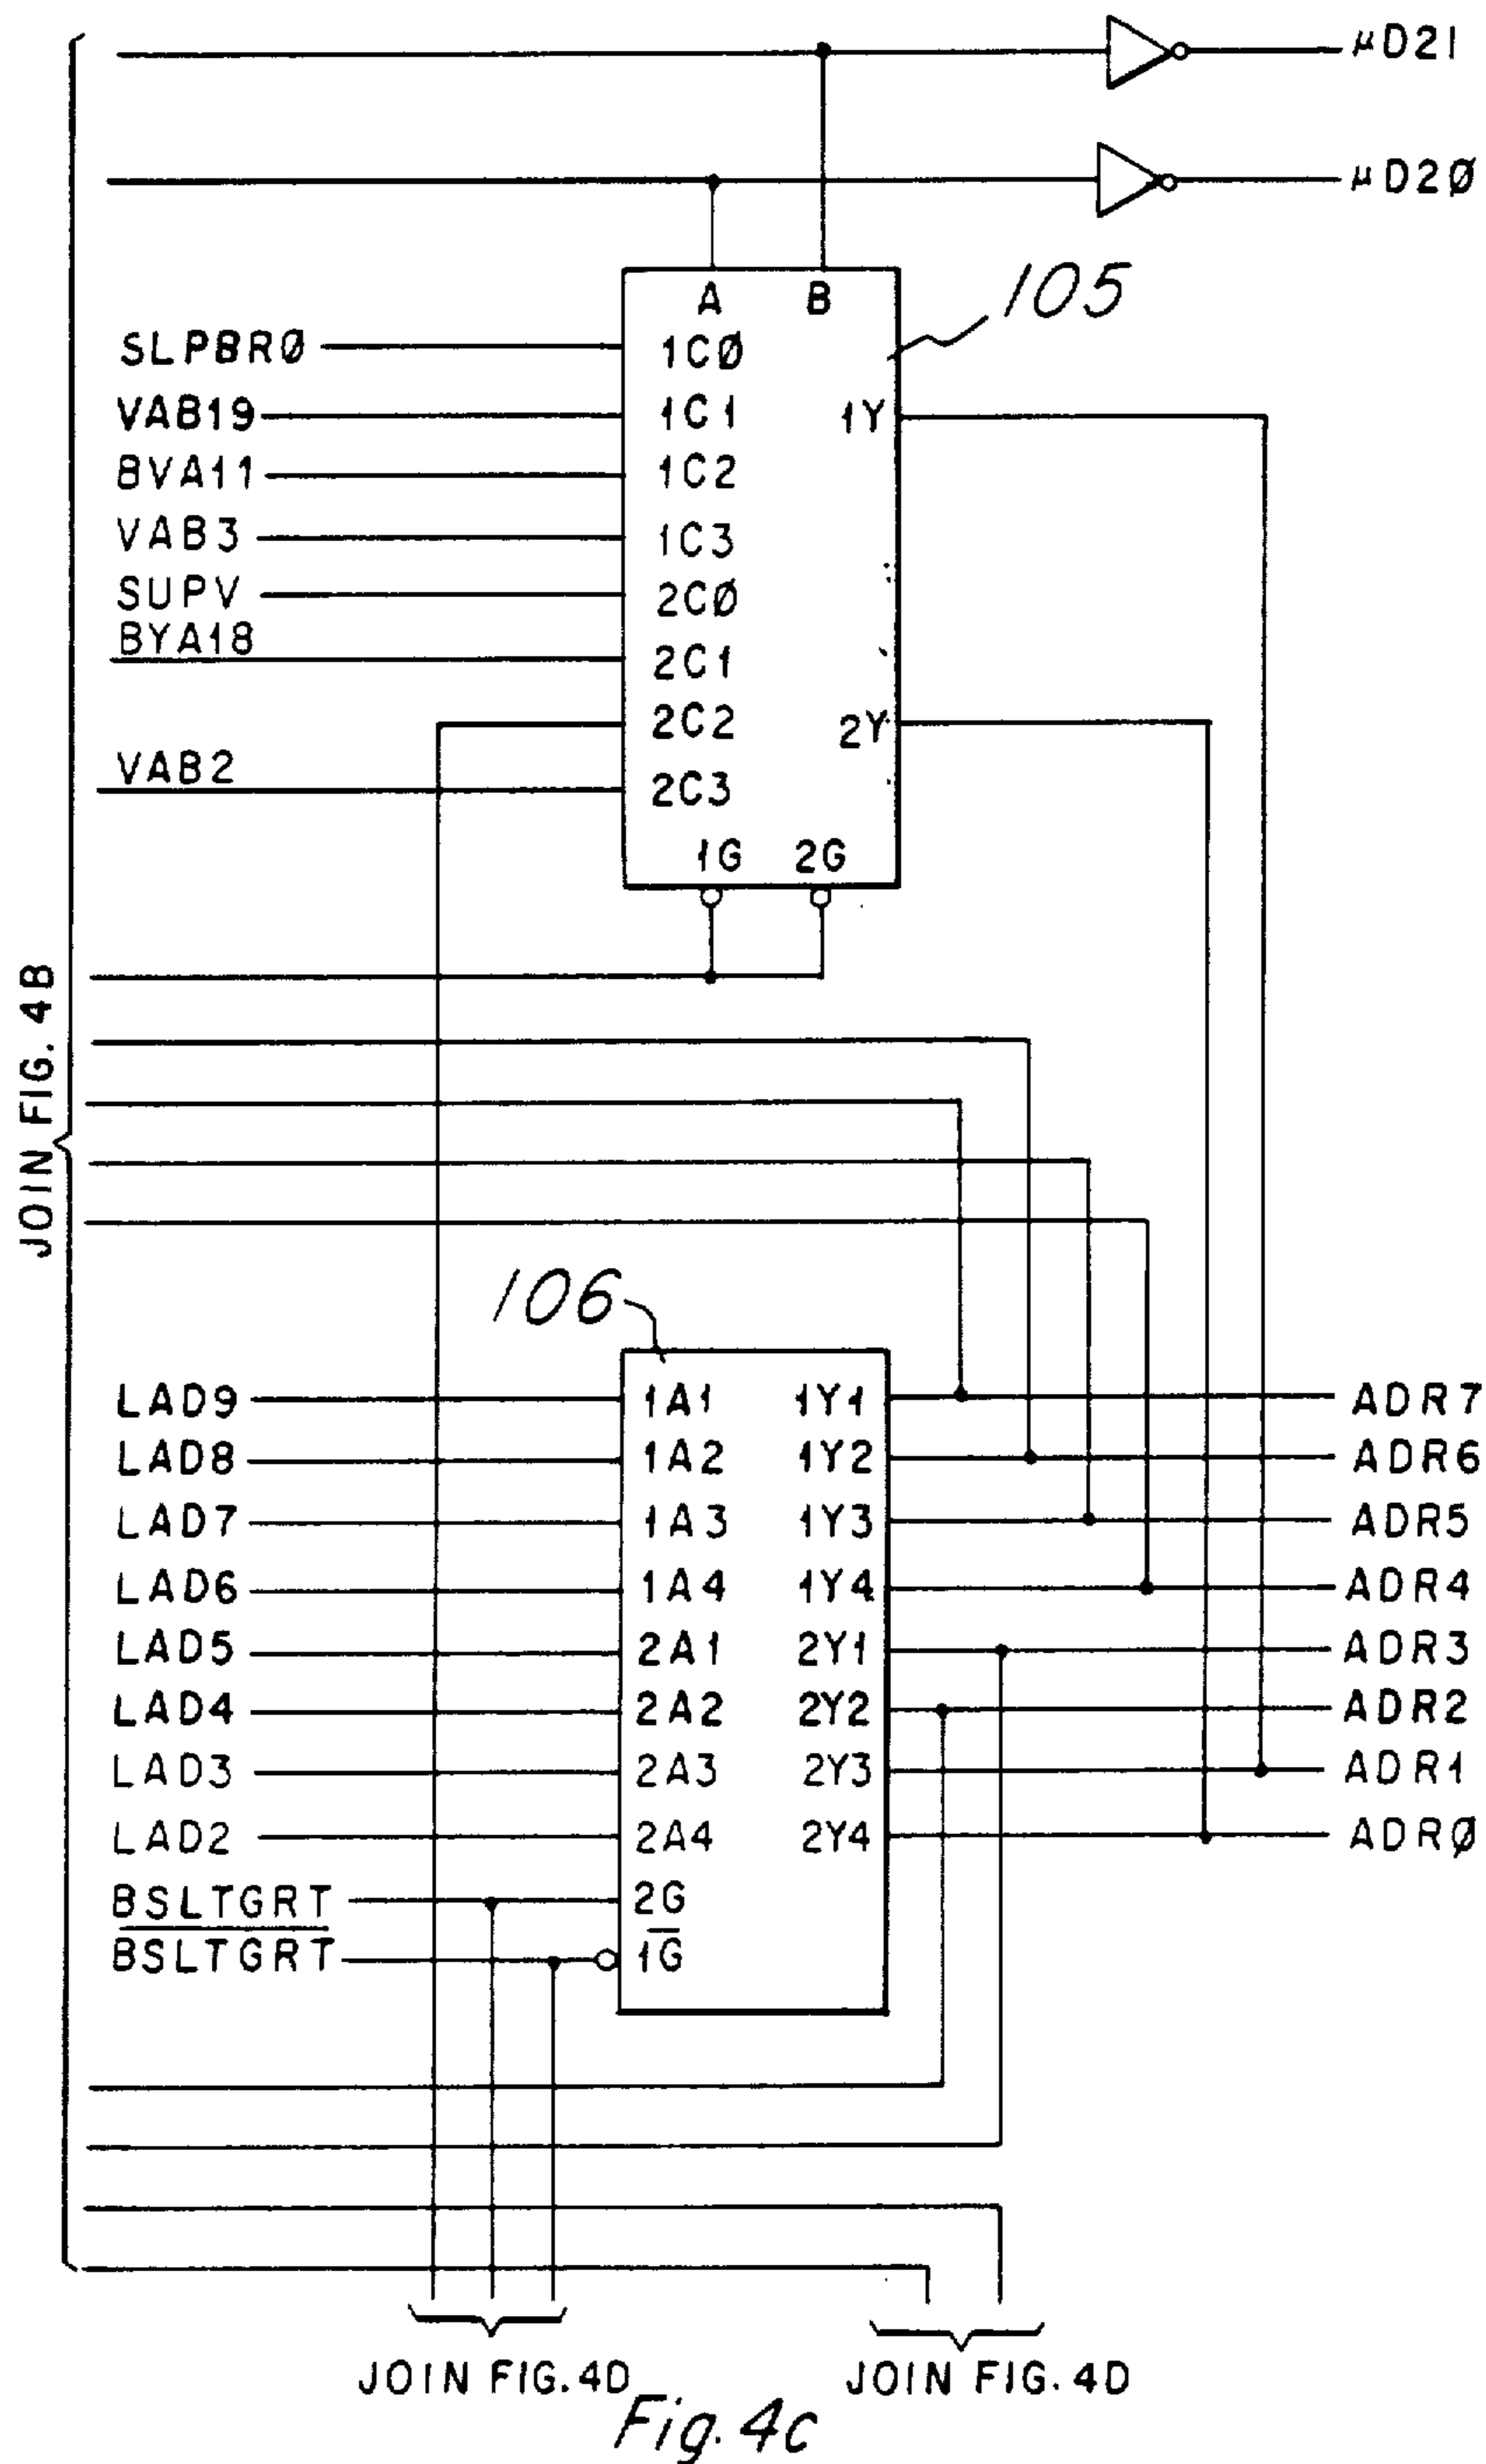 µD21
µD2Ø
A B
105
SLPBRØ 1CØ
VAB19 1C1 1Y
BVA11 1C2
VAB3 1C3
SUPV 2CØ
BYA18 2C1
2C2 2Y
VAB2 2C3
1G 2G
JOIN FIG. 4B
106
LAD9 1A1 1Y1 ADR7
LAD8 1A2 1Y2 ADR6
LAD7 1A3 1Y3 ADR5
LAD6 1A4 1Y4 ADR4
LAD5 2A1 2Y1 ADR3
LAD4 2A2 2Y2 ADR2
LAD3 2A3 2Y3 ADR1
LAD2 2A4 2Y4 ADRØ
BSLTGRT 2G
B̅S̅L̅T̅G̅R̅T̅ 1G̅
JOIN FIG. 4D JOIN FIG. 4D
Fig. 4c